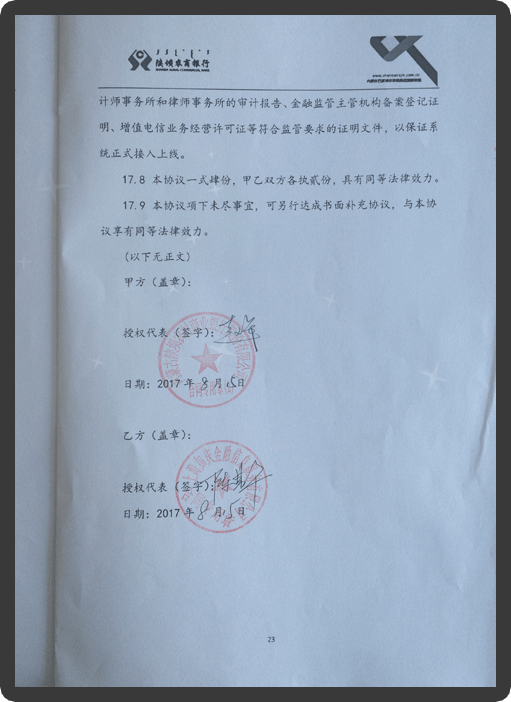 陕坝农商银行
计师事务所和律师事务所的审计报告、金融监管主管机构备案登记证
明、增值电信业务经营许可证等符合监管要求的证明文件，以保证系
统正式接入上线。
17.8 本协议一式肆份，甲乙双方各执贰份，具有同等法律效力。
17.9 本协议项下未尽事宜，可另行达成书面补充协议，与本协
议享有同等法律效力。
（以下无正文）
甲方（盖章）：
授权代表（签字）：
日期：2017 年 8 月 15 日
乙方（盖章）：
授权代表（签字）：
日期：2017 年 8 月 15 日
23